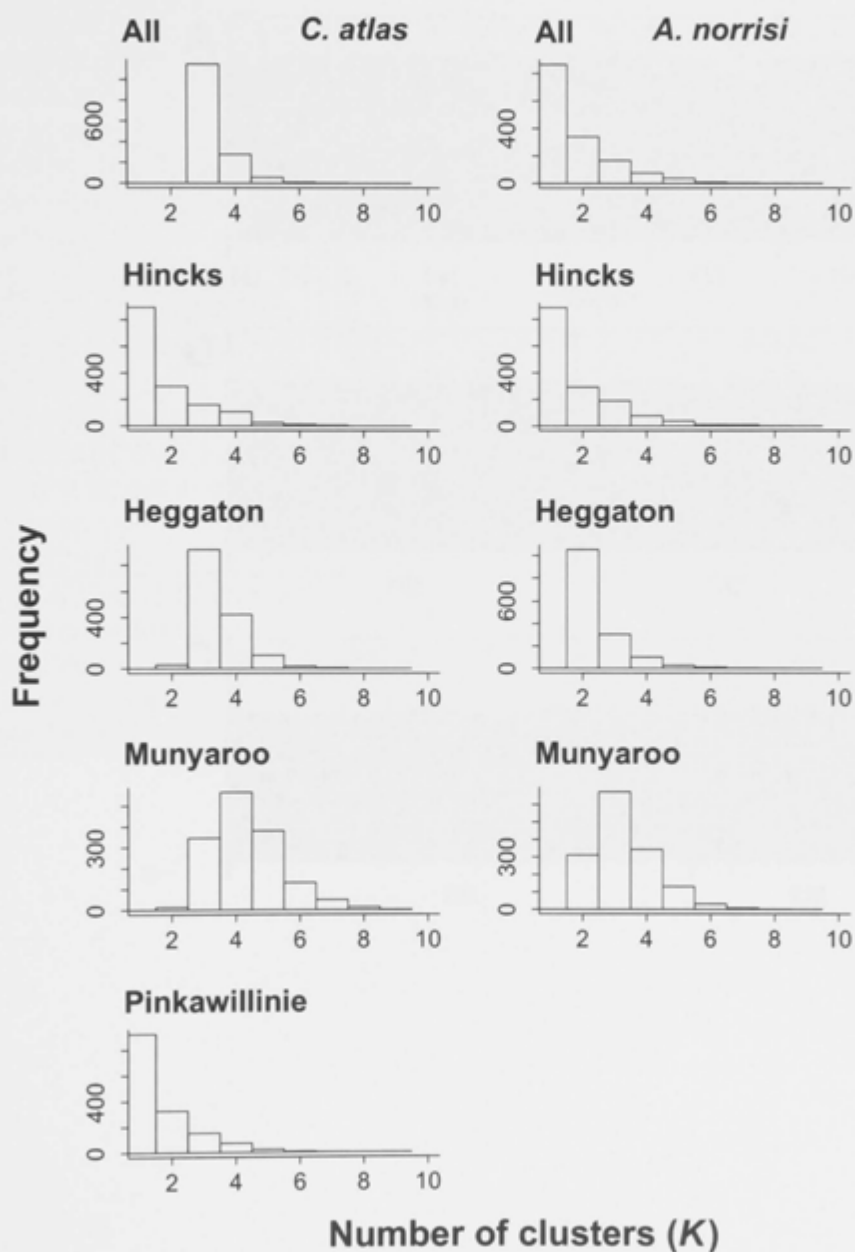 All C. atlas All A. norrisi
600
0
2 4 6 8 10
400
0
2 4 6 8 10
Hincks Hincks
400
0
2 4 6 8 10
400
0
2 4 6 8 10
Heggaton Heggaton
400
0
2 4 6 8 10
600
0
2 4 6 8 10
Munyaroo Munyaroo
300
0
2 4 6 8 10
300
0
2 4 6 8 10
Pinkawillinie
400
0
2 4 6 8 10
Frequency
Number of clusters (K)